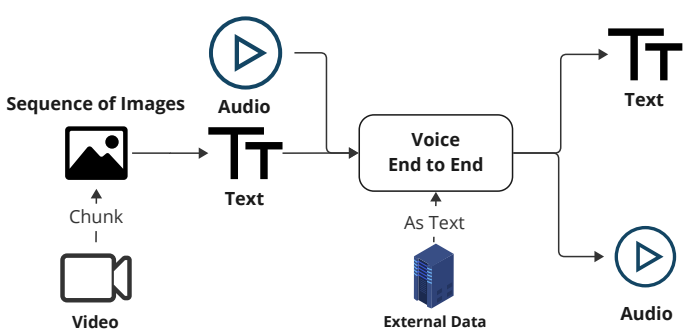 Audio
Sequence of Images
Text
Chunk
Video
Voice
End to End
As Text
External Data
Text
Audio